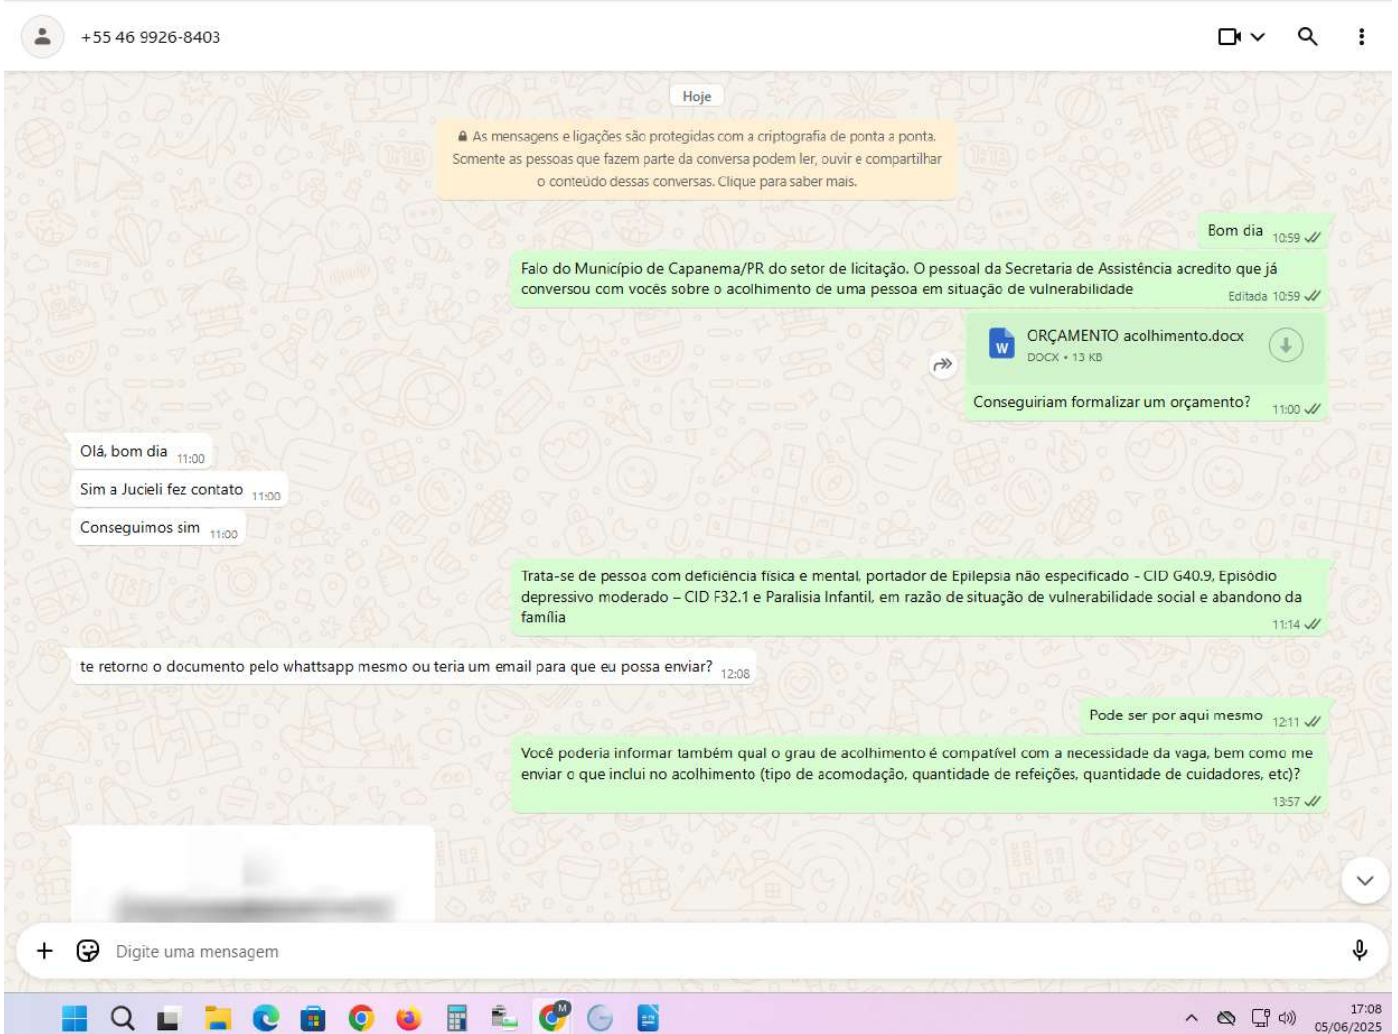 +55 46 9926-8403
Hoje
As mensagens e ligações são protegidas com a criptografia de ponta a ponta.
Somente as pessoas que fazem parte da conversa podem ler, ouvir e compartilhar
o conteúdo dessas conversas. Clique para saber mais.
Bom dia 10:59
Falo do Município de Capanema/PR do setor de licitação. O pessoal da Secretaria de Assistência acredito que já
conversou com vocês sobre o acolhimento de uma pessoa em situação de vulnerabilidade
Editada 10:59
W
ORÇAMENTO acolhimento.docx
DOCX • 13 KB
Conseguiriam formalizar um orçamento? 11:00
Olá, bom dia 11:00
Sim a Jucieli fez contato 11:00
Conseguimos sim 11:00
Trata-se de pessoa com deficiência física e mental, portador de Epilepsia não especificado - CID G40.9, Episódio
depressivo moderado – CID F32.1 e Paralisia Infantil, em razão de situação de vulnerabilidade social e abandono da
família
11:14
te retorno o documento pelo whattsapp mesmo ou teria um email para que eu possa enviar? 12:08
Pode ser por aqui mesmo 12:11
Você poderia informar também qual o grau de acolhimento é compatível com a necessidade da vaga, bem como me
enviar o que inclui no acolhimento (tipo de acomodação, quantidade de refeições, quantidade de cuidadores, etc)?
13:57
Digite uma mensagem
M
17:08
05/06/2025